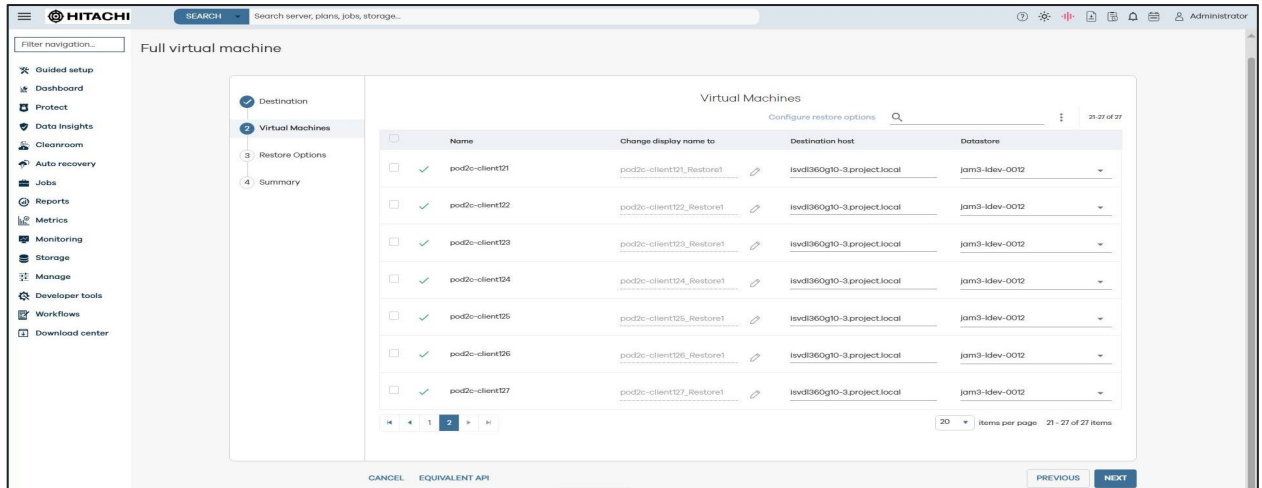 HITACHI SEARCH Search server, plans, jobs, storage... Administrator
Filter navigation...
Full virtual machine
Guided setup
Dashboard
Protect
Data Insights
Cleanroom
Auto recovery
Jobs
Reports
Metrics
Monitoring
Storage
Manage
Developer tools
Workflows
Download center
Destination
2 Virtual Machines
3 Restore Options
4 Summary
Virtual Machines
Configure restore options 21-27 of 27
Name Change display name to Destination host Datastore
pod2c-client121 pod2c-client121_Restore1 isvdl360g10-3.project.local jam3-ldev-0012
pod2c-client122 pod2c-client122_Restore1 isvdl360g10-3.project.local jam3-ldev-0012
pod2c-client123 pod2c-client123_Restore1 isvdl360g10-3.project.local jam3-ldev-0012
pod2c-client124 pod2c-client124_Restore1 isvdl360g10-3.project.local jam3-ldev-0012
pod2c-client125 pod2c-client125_Restore1 isvdl360g10-3.project.local jam3-ldev-0012
pod2c-client126 pod2c-client126_Restore1 isvdl360g10-3.project.local jam3-ldev-0012
pod2c-client127 pod2c-client127_Restore1 isvdl360g10-3.project.local jam3-ldev-0012
1 2 20 items per page 21 - 27 of 27 items
CANCEL EQUIVALENT API PREVIOUS NEXT